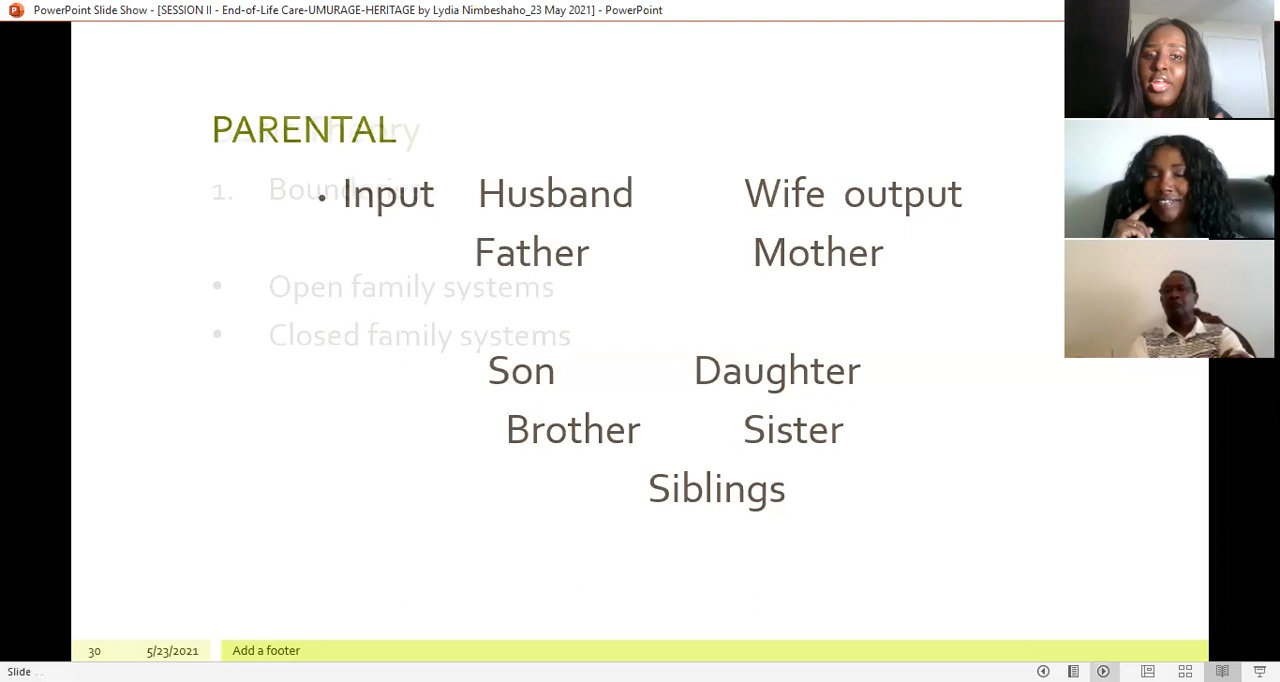 PowerPoint Slide Show - [SESSION II - End-of-Life Care-UMURAGE-HERITAGE by Lydia Nimbeshaho_23 May 2021] - PowerPoint
PARENTAL
• Input Husband Wife output
Father Mother
1.
• Open family systems
• Closed family systems
Son Daughter
Brother Sister
Siblings
30 5/23/2021 Add a footer
Slide